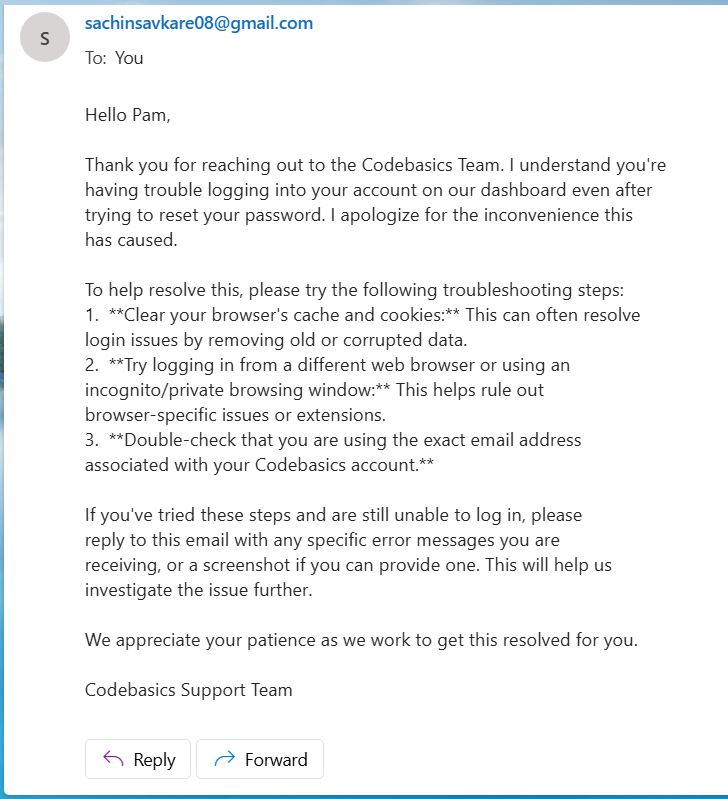 S
sachinsavkare08@gmail.com
To: You
Hello Pam,
Thank you for reaching out to the Codebasics Team. I understand you're
having trouble logging into your account on our dashboard even after
trying to reset your password. I apologize for the inconvenience this
has caused.
To help resolve this, please try the following troubleshooting steps:
1.  **Clear your browser's cache and cookies:** This can often resolve
login issues by removing old or corrupted data.
2.  **Try logging in from a different web browser or using an
incognito/private browsing window:** This helps rule out
browser-specific issues or extensions.
3.  **Double-check that you are using the exact email address
associated with your Codebasics account.**
If you've tried these steps and are still unable to log in, please
reply to this email with any specific error messages you are
receiving, or a screenshot if you can provide one. This will help us
investigate the issue further.
We appreciate your patience as we work to get this resolved for you.
Codebasics Support Team
Reply Forward